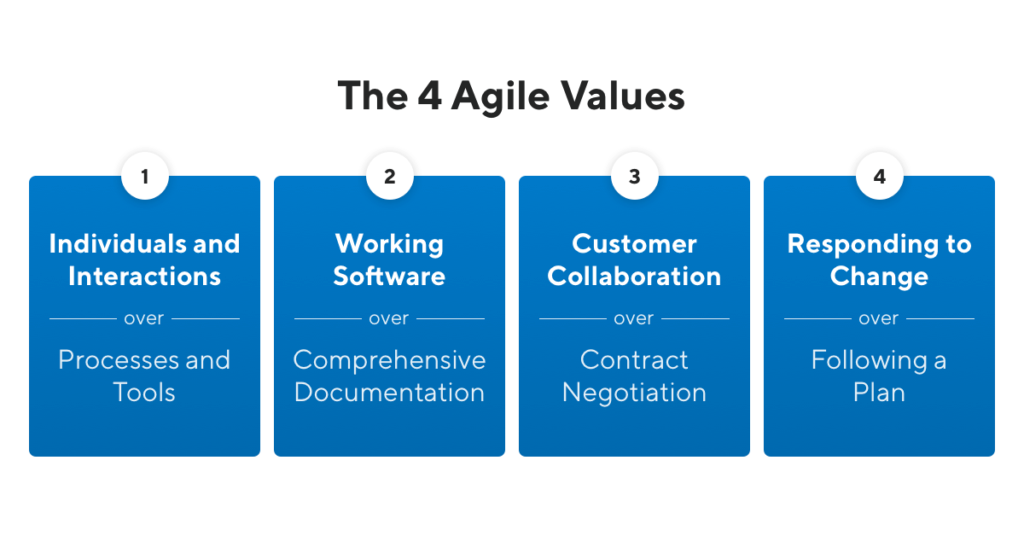 The 4 Agile Values
1
Individuals and
Interactions
over
Processes and
Tools
2
Working
Software
over
Comprehensive
Documentation
3
Customer
Collaboration
over
Contract
Negotiation
4
Responding to
Change
over
Following a
Plan